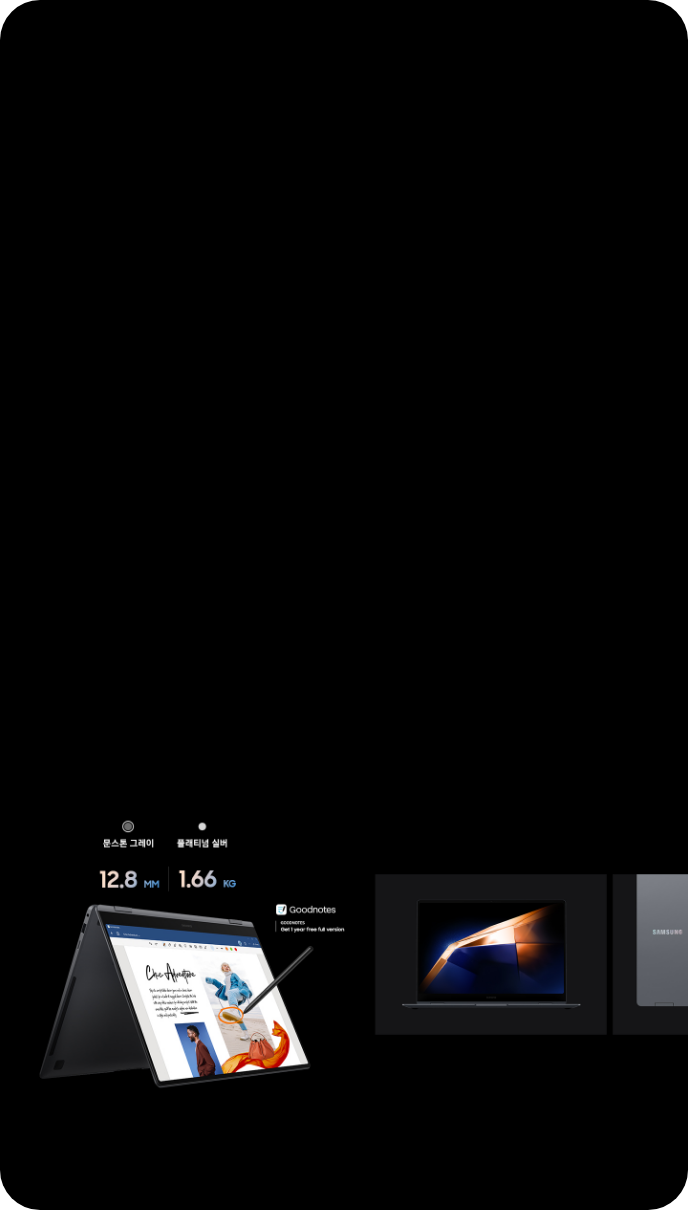 문스톤 그레이
플래티넘 실버
12.8 MM
1.66 KG
Goodnotes
GOODNOTES
Get 1 year free full version
Chic Adventure
SAMSUNG